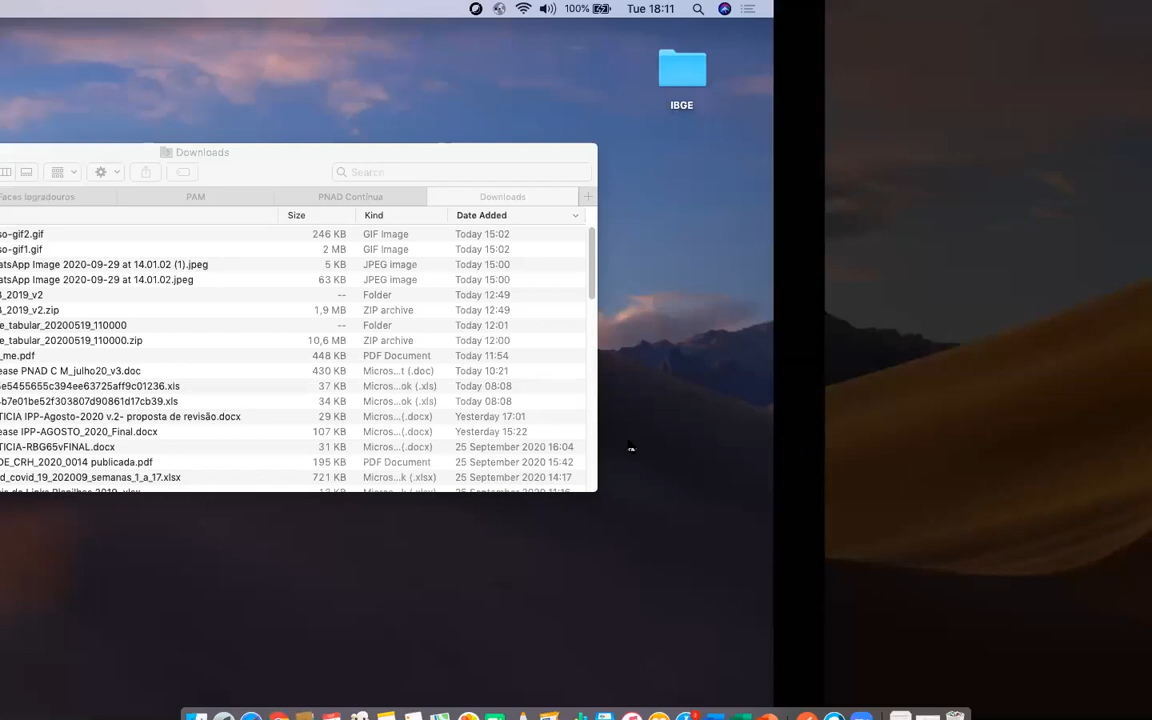 100% Tue 18:11
IBGE
Downloads
Search
Faces logradouros PAM PNAD Contínua Downloads +
Size Kind Date Added
so-gif2.gif 246 KB GIF Image Today 15:02
so-gif1.gif 2 MB GIF Image Today 15:02
atsApp Image 2020-09-29 at 14.01.02 (1).jpeg 5 KB JPEG image Today 15:00
atsApp Image 2020-09-29 at 14.01.02.jpeg 63 KB JPEG image Today 15:00
3_2019_v2 -- Folder Today 12:49
3_2019_v2.zip 1,9 MB ZIP archive Today 12:49
e_tabular_20200519_110000 -- Folder Today 12:01
e_tabular_20200519_110000.zip 10,6 MB ZIP archive Today 12:00
_me.pdf 448 KB PDF Document Today 11:54
ease PNAD C M_julho20_v3.doc 430 KB Micros...t (.doc) Today 10:21
5e5455655c394ee63725aff9c01236.xls 37 KB Micros...ok (.xls) Today 08:08
4b7e01be52f303807d90861d17cb39.xls 34 KB Micros...ok (.xls) Today 08:08
TICIA IPP-Agosto-2020 v.2- proposta de revisão.docx 29 KB Micros...(.docx) Yesterday 17:01
ease IPP-AGOSTO_2020_Final.docx 107 KB Micros...(.docx) Yesterday 15:22
TICIA-RBG65vFINAL.docx 31 KB Micros...(.docx) 25 September 2020 16:04
DE_CRH_2020_0014 publicada.pdf 195 KB PDF Document 25 September 2020 15:42
d_covid_19_202009_semanas_1_a_17.xlsx 721 KB Micros...k (.xlsx) 25 September 2020 14:17